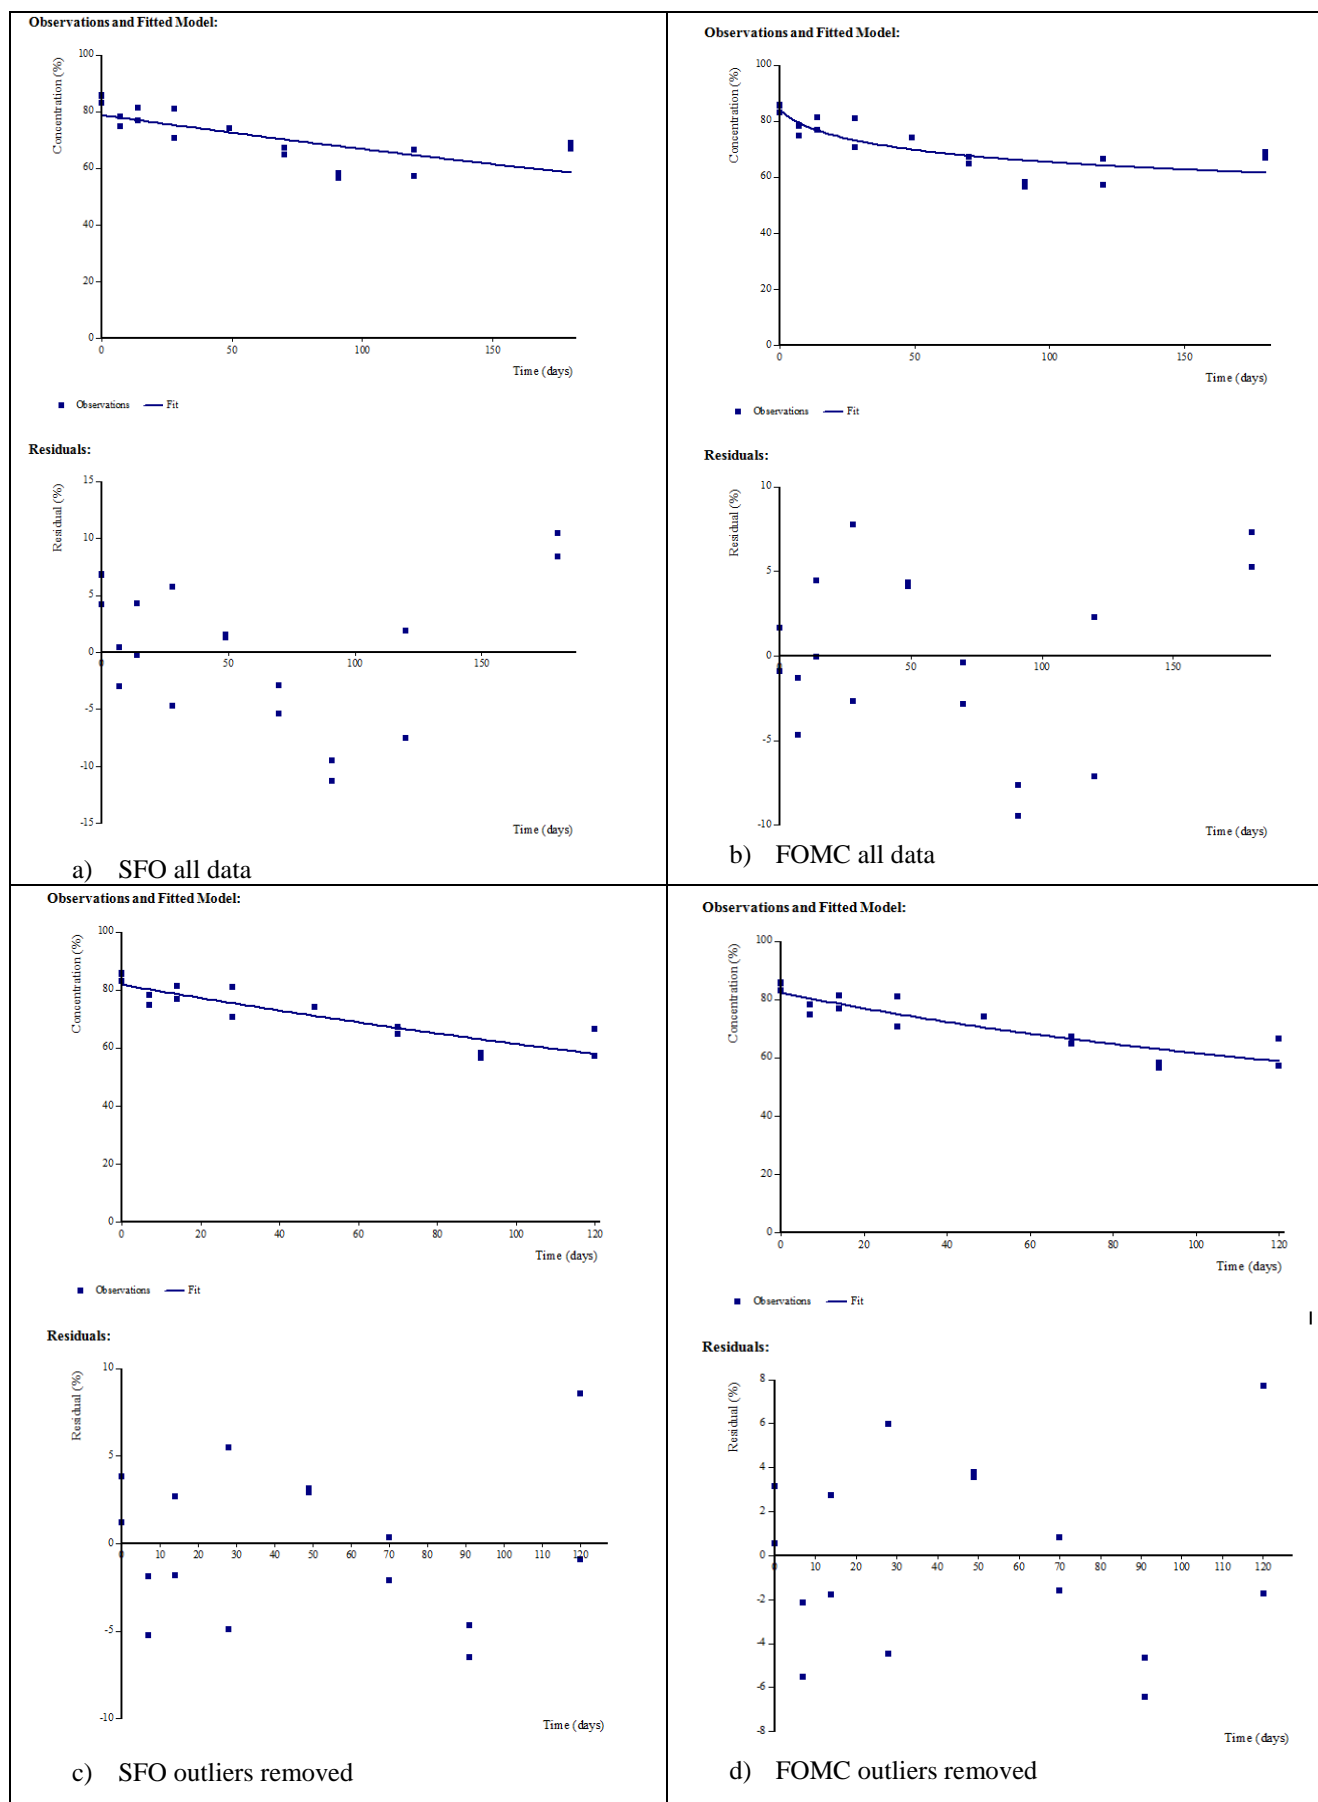 Observations and Fitted Model:
Concentration (%)
100
80
60
40
20
0
0 50 100 150
Time (days)
Observations Fit
Residuals:
Residual (%)
15
10
5
0
-5
-10
-15
0 50 100 150
Time (days)
a) SFO all data
Observations and Fitted Model:
Concentration (%)
100
80
60
40
20
0
0 50 100 150
Time (days)
Observations Fit
Residuals:
Residual (%)
10
5
0
-5
-10
0 50 100 150
Time (days)
b) FOMC all data
Observations and Fitted Model:
Concentration (%)
100
80
60
40
20
0
0 20 40 60 80 100 120
Time (days)
Observations Fit
Residuals:
Residual (%)
10
5
0
-5
-10
0 10 20 30 40 50 60 70 80 90 100 110 120
Time (days)
c) SFO outliers removed
Observations and Fitted Model:
Concentration (%)
100
80
60
40
20
0
0 20 40 60 80 100 120
Time (days)
Observations Fit
Residuals:
Residual (%)
8
6
4
2
0
-2
-4
-6
-8
0 10 20 30 40 50 60 70 80 90 100 110 120
Time (days)
d) FOMC outliers removed